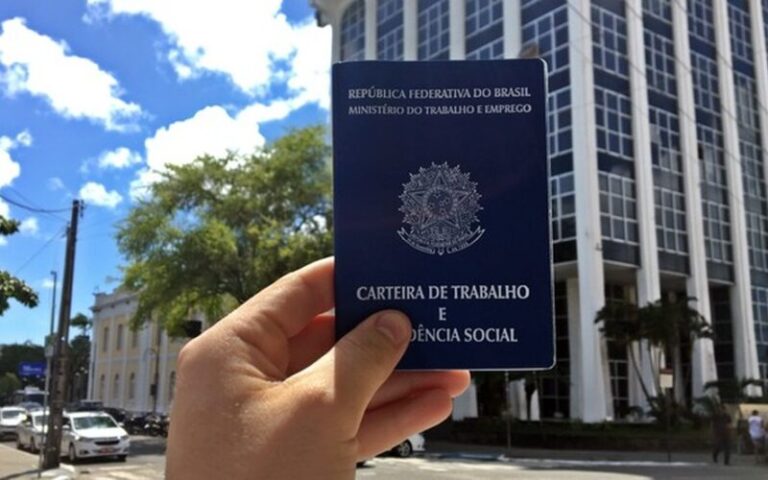 REPÚBLICA FEDERATIVA DO BRASIL
MINISTÉRIO DO TRABALHO E EMPREGO
CARTEIRA DE TRABALHO
E
DÊNCIA SOCIAL